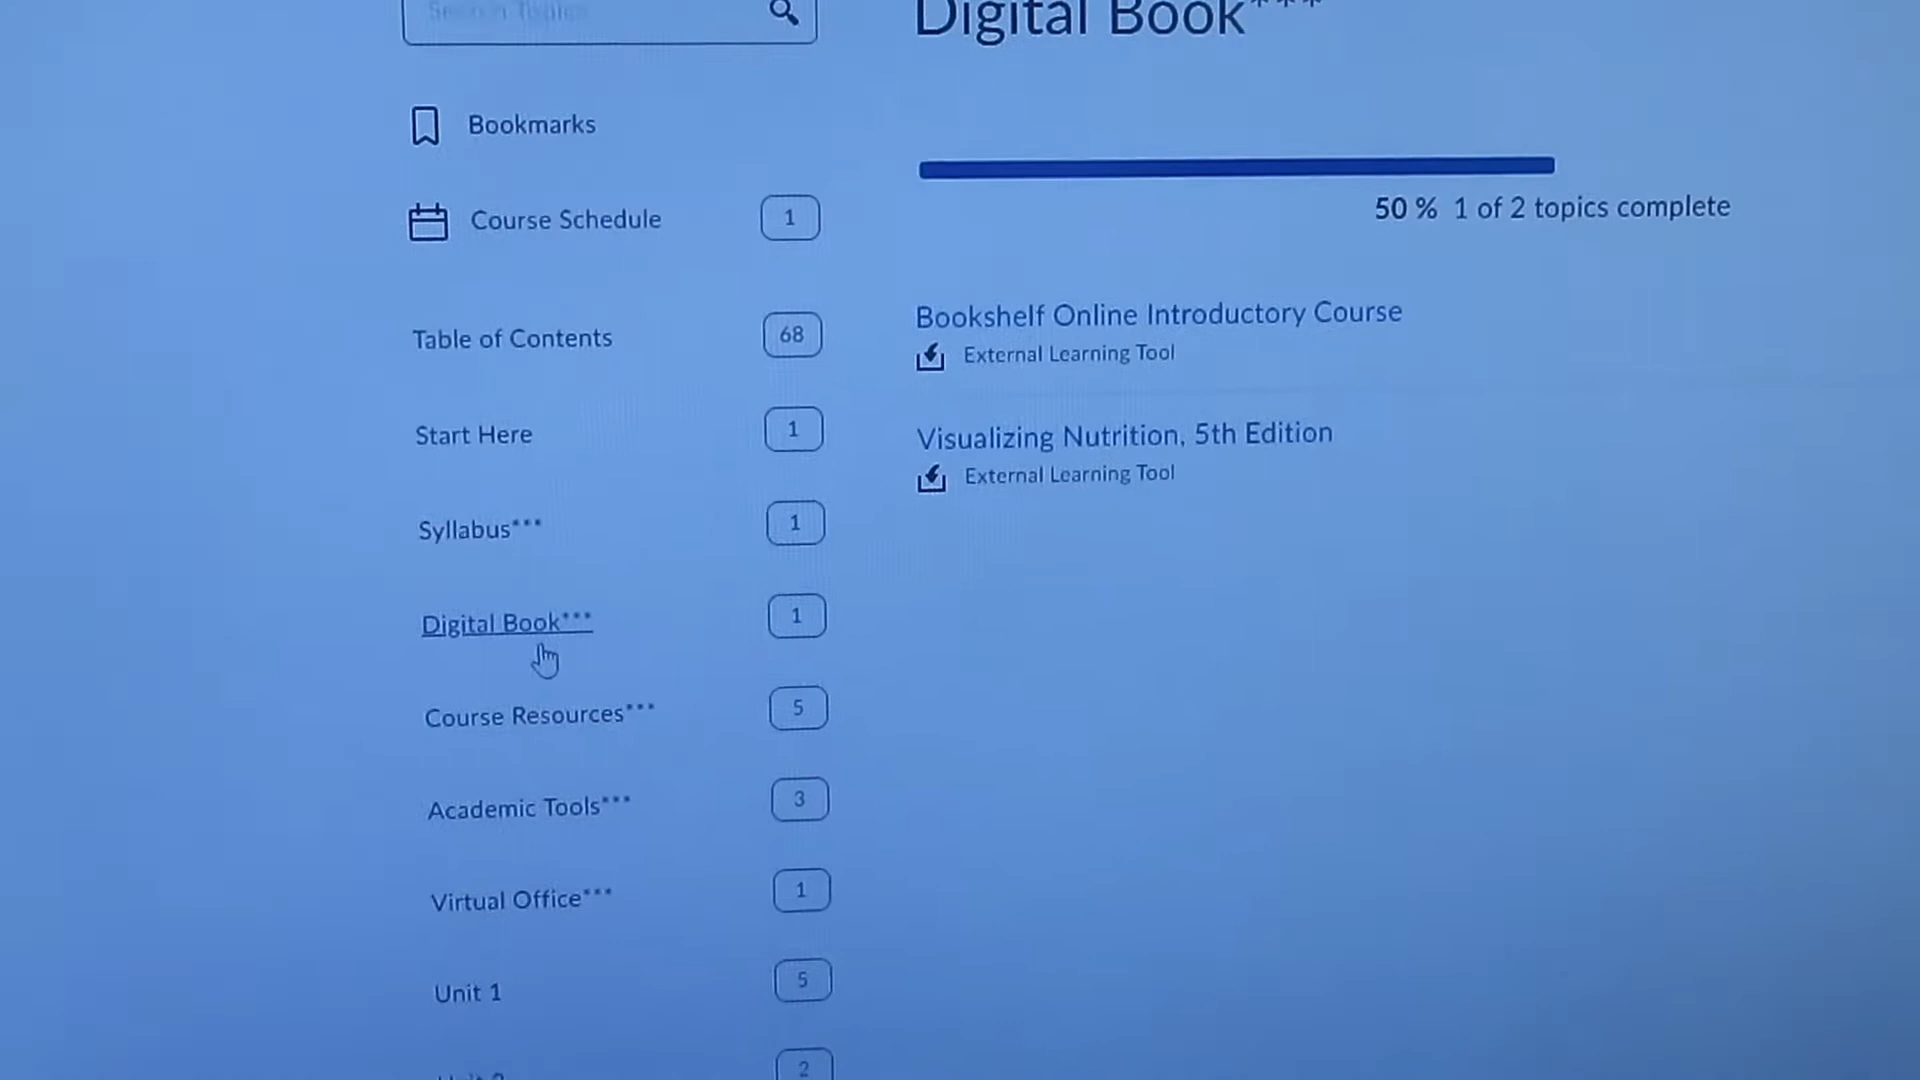 Search Topics
Bookmarks
Course Schedule 1
Table of Contents 68
Start Here 1
Syllabus*** 1
Digital Book*** 1
Course Resources*** 5
Academic Tools*** 3
Virtual Office*** 1
Unit 1 5
2
Digital Book***
50 % 1 of 2 topics complete
Bookshelf Online Introductory Course
External Learning Tool
Visualizing Nutrition, 5th Edition
External Learning Tool